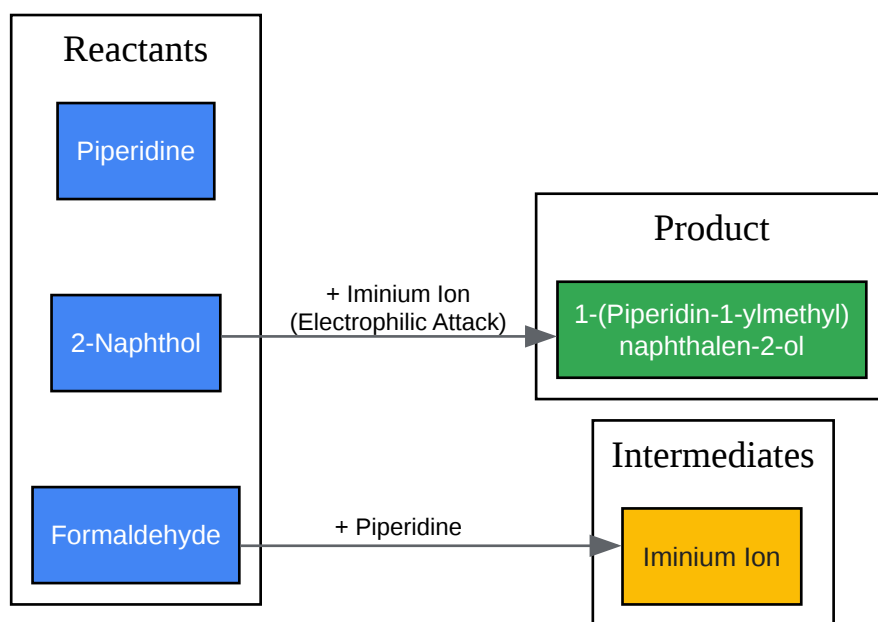 Reactants
Piperidine
2-Naphthol
Formaldehyde
+ Iminium Ion
(Electrophilic Attack)
+ Piperidine
Product
1-(Piperidin-1-ylmethyl)
naphthalen-2-ol
Intermediates
Iminium Ion